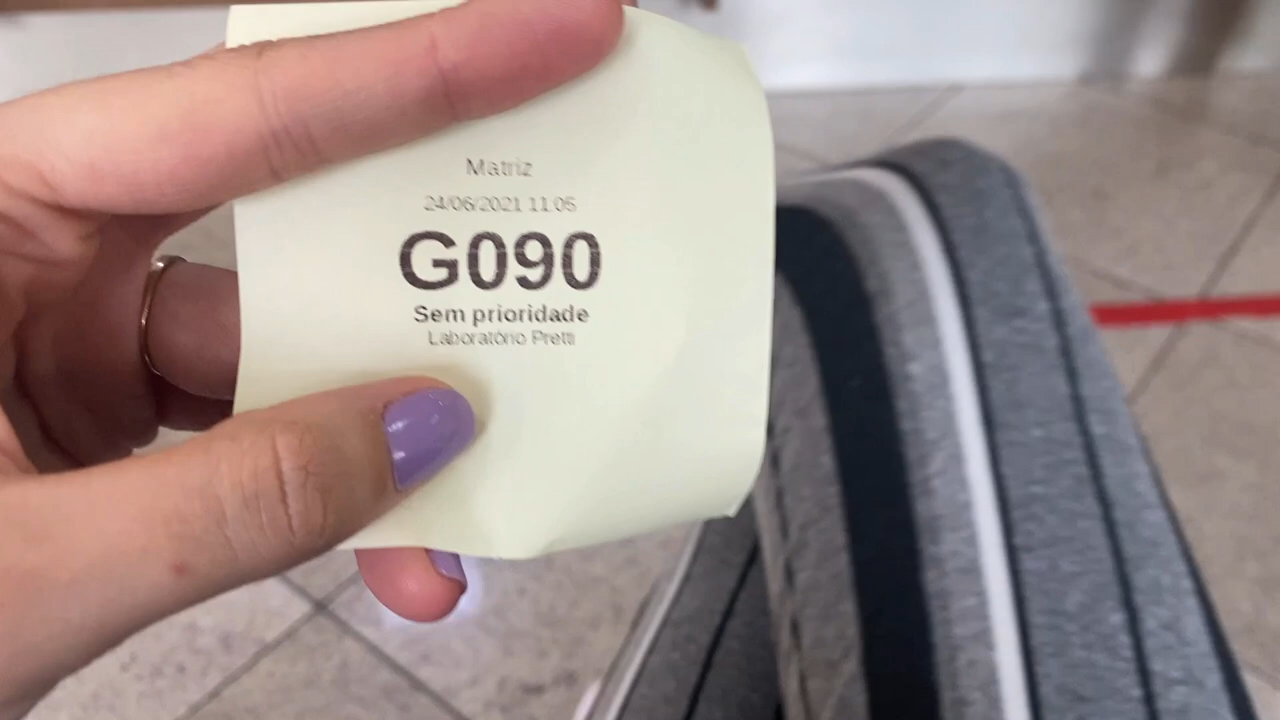 Matriz
24/06/2021 11:05
G090
Sem prioridade
Laboratório Pretti